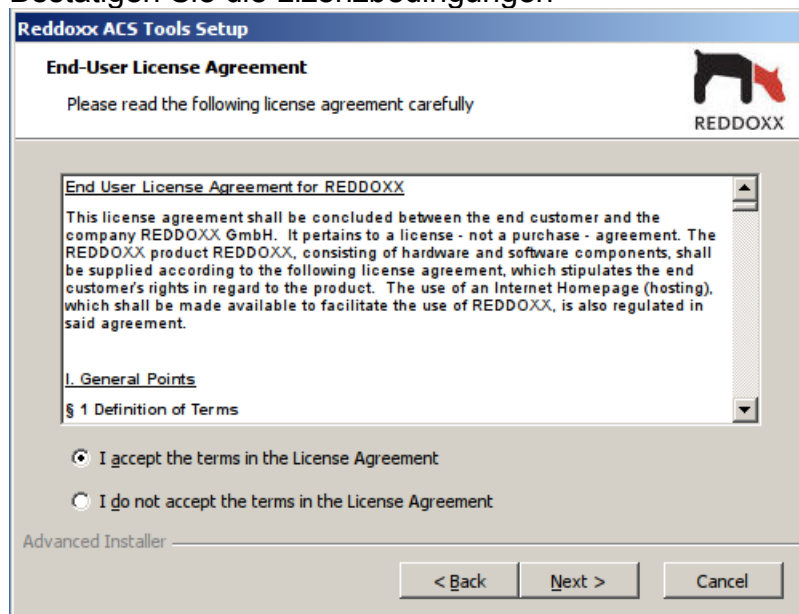 Bestätigen Sie die Lizenzbedingungen
Reddoxx ACS Tools Setup
End-User License Agreement
Please read the following license agreement carefully
REDDOXX
End User License Agreement for REDDOXX
This license agreement shall be concluded between the end customer and the
company REDDOXX GmbH. It pertains to a license - not a purchase - agreement. The
REDDOXX product REDDOXX, consisting of hardware and software components, shall
be supplied according to the following license agreement, which stipulates the end
customer's rights in regard to the product. The use of an Internet Homepage (hosting),
which shall be made available to facilitate the use of REDDOXX, is also regulated in
said agreement.
I. General Points
§ 1 Definition of Terms
I accept the terms in the License Agreement
I do not accept the terms in the License Agreement
Advanced Installer
< Back Next > Cancel